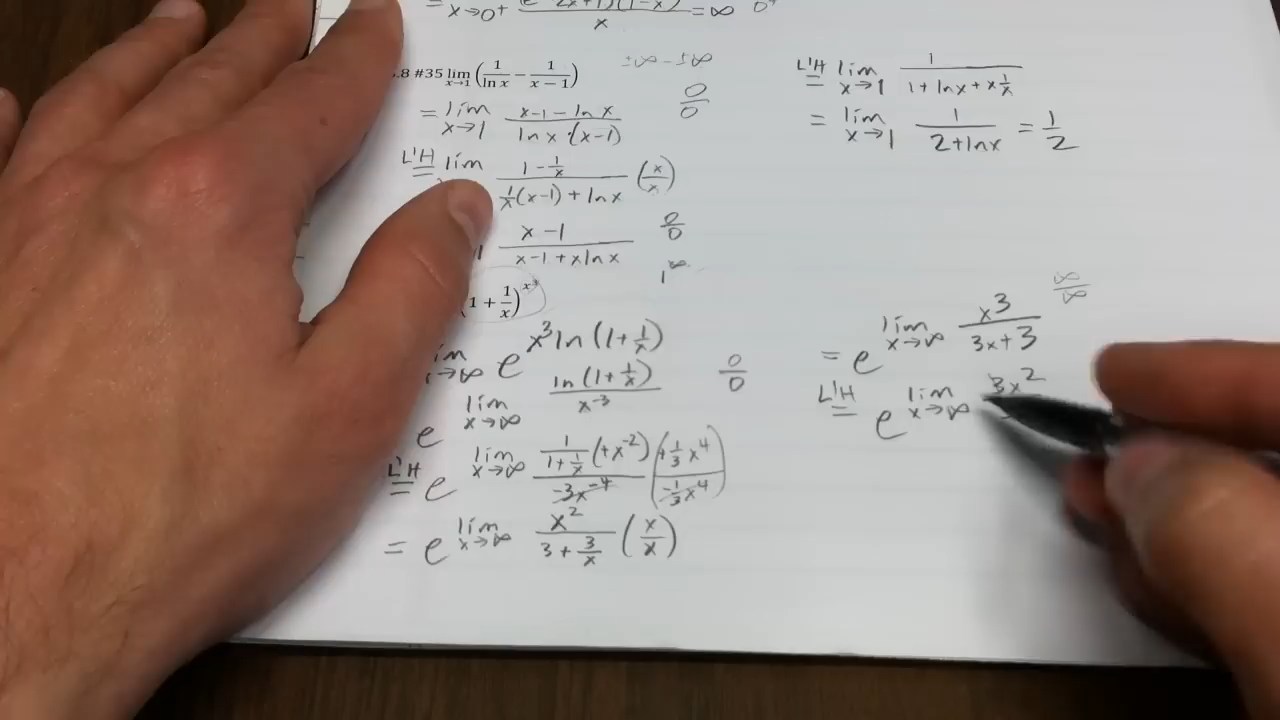 = x→0⁺ (1-x) / x = ∞
.8 #35 lim x→1 (1/ln x − 1/(x − 1)) ±∞ - ±∞
= lim x→1 (x-1-ln x) / (ln x · (x-1)) 0/0
L'H = lim (1 - 1/x) / (1/x (x-1) + ln x) (x/x)
(x-1) / (x-1+x ln x) 0/0
(1 + 1/x)^x³ 1^∞
x→∞ e^(x³ ln(1+1/x))
e^(lim x→∞ ln(1+1/x) / x⁻³) 0/0
L'H = e^(lim x→∞ (1/(1+1/x) (+x⁻²)) / (-3x⁻⁴) ((+1/3 x⁴) / (-1/3 x⁴)))
= e^(lim x→∞ x² / (3 + 3/x) (x/x))
L'H = lim x→1 1 / (1 + ln x + x 1/x)
= lim x→1 1 / (2 + ln x) = 1/2
= e^(lim x→∞ x³ / (3x+3)) ∞/∞
L'H = e^(lim x→∞ 3x²